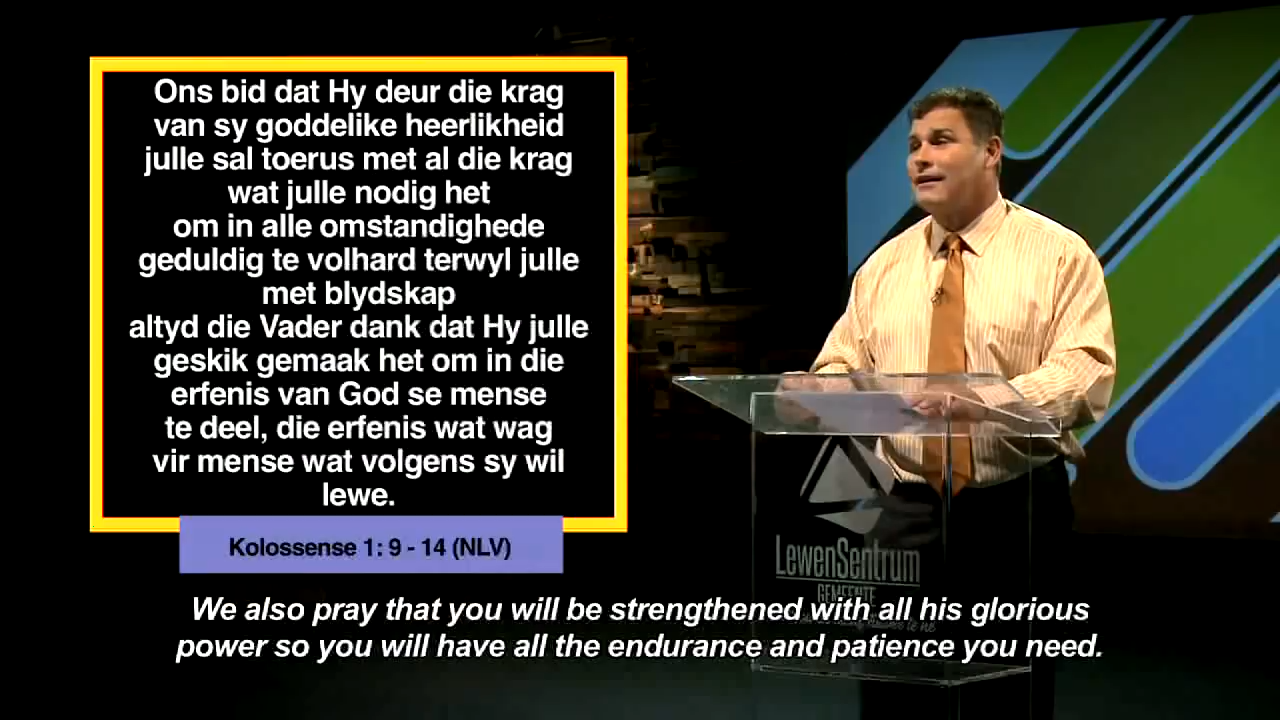 Ons bid dat Hy deur die krag
van sy goddelike heerlikheid
julle sal toerus met al die krag
wat julle nodig het
om in alle omstandighede
geduldig te volhard terwyl julle
met blydskap
altyd die Vader dank dat Hy julle
geskik gemaak het om in die
erfenis van God se mense
te deel, die erfenis wat wag
vir mense wat volgens sy wil
lewe.
Kolossense 1: 9 - 14 (NLV)
LewenSentrum
GEMEENTE
We also pray that you will be strengthened with all his glorious
power so you will have all the endurance and patience you need.